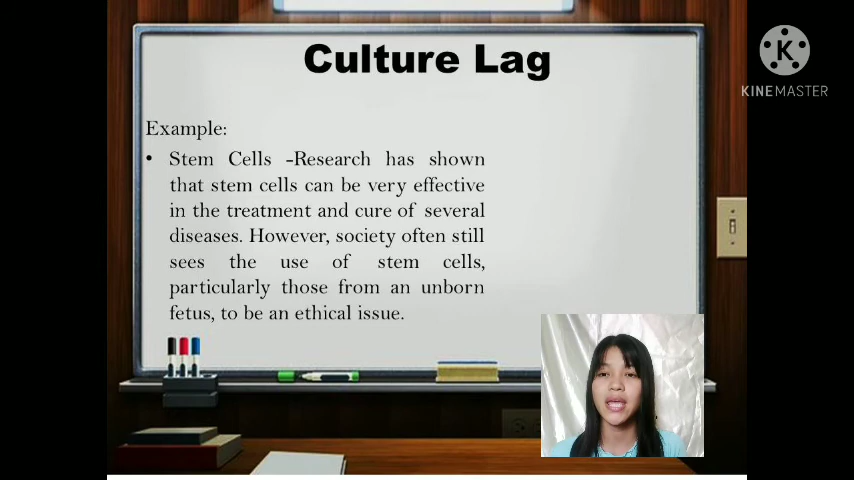 Culture Lag
KINEMASTER
Example:
• Stem Cells -Research has shown
that stem cells can be very effective
in the treatment and cure of several
diseases. However, society often still
sees the use of stem cells,
particularly those from an unborn
fetus, to be an ethical issue.